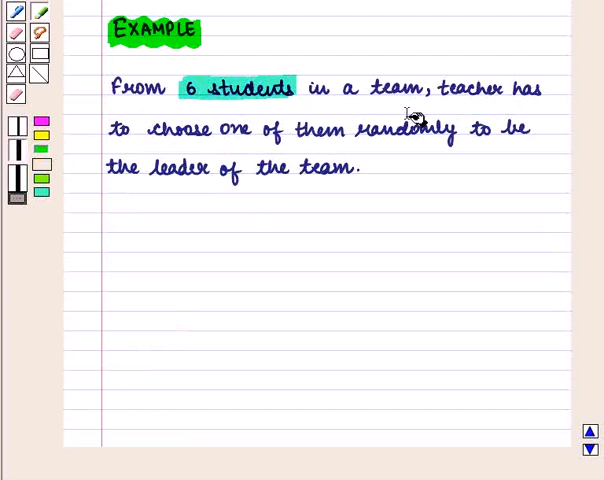 EXAMPLE
From 6 students in a team, teacher has
to choose one of them randomly to be
the leader of the team.